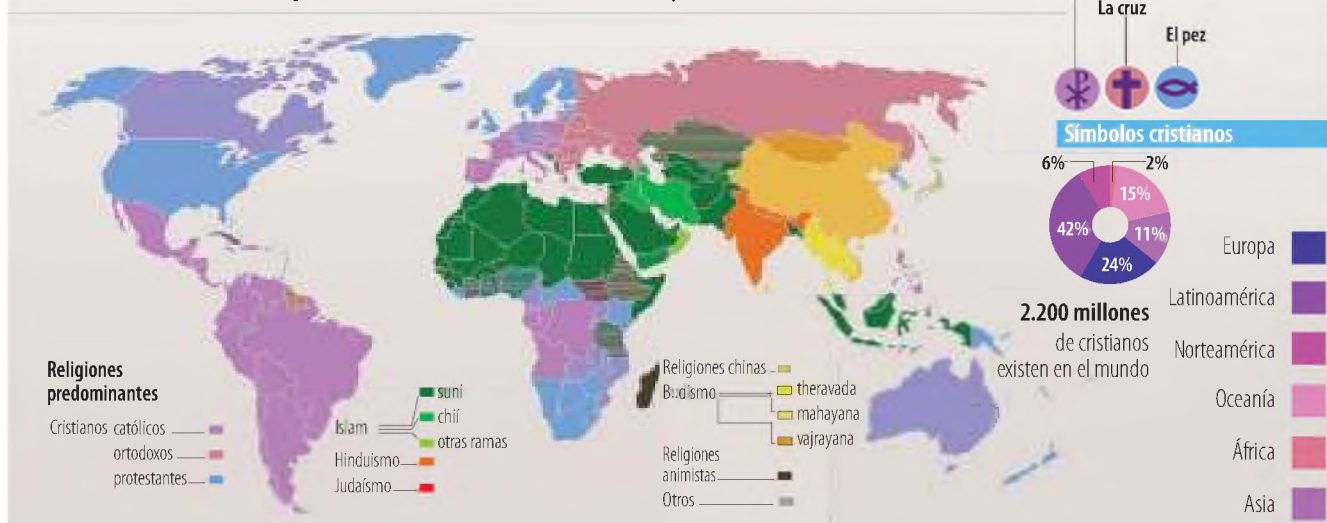 La cruz
El pez
Símbolos cristianos
6%
2%
15%
42%
11%
24%
2.200 millones
de cristianos
existen en el mundo
Europa
Latinoamérica
Norteamérica
Oceanía
África
Asia
Religiones
predominantes
Cristianos católicos
ortodoxos
protestantes
Islam
suni
chií
otras ramas
Hinduismo
Judaísmo
Religiones chinas
Budismo
theravada
mahayana
vajrayana
Religiones
animistas
Otros